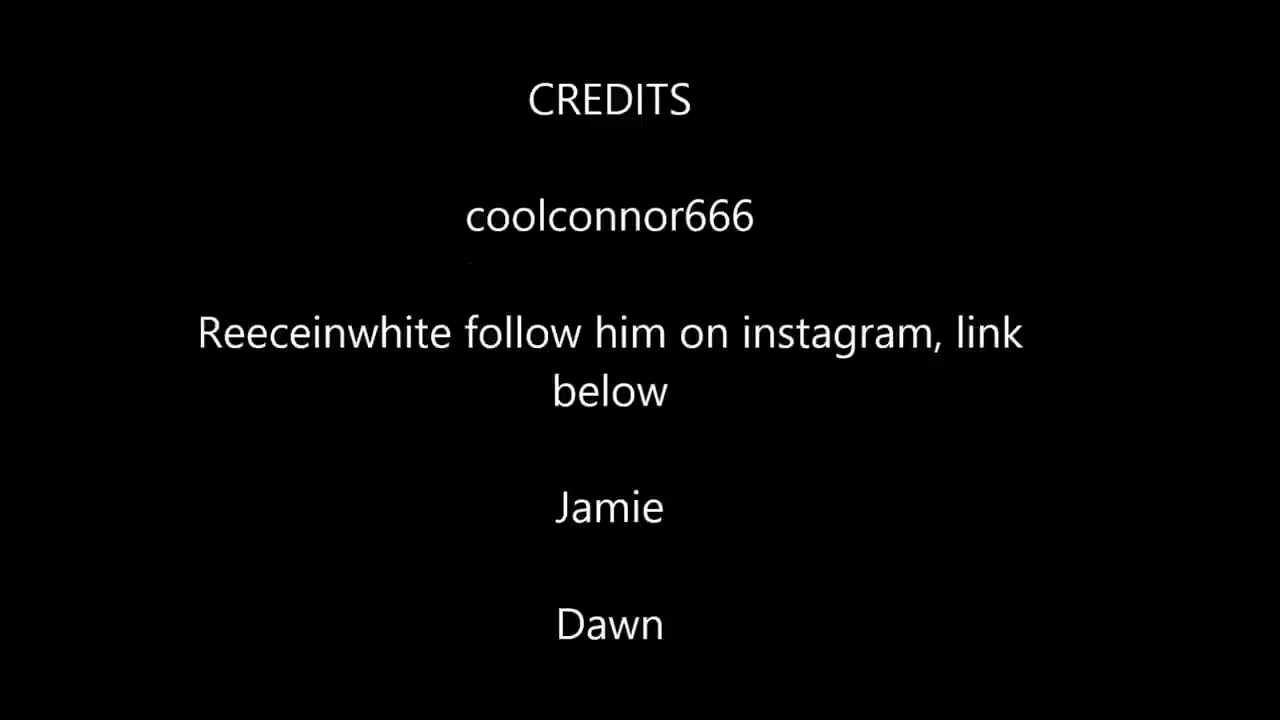 CREDITS
coolconnor666
Reeceinwhite follow him on instagram, link
below
Jamie
Dawn